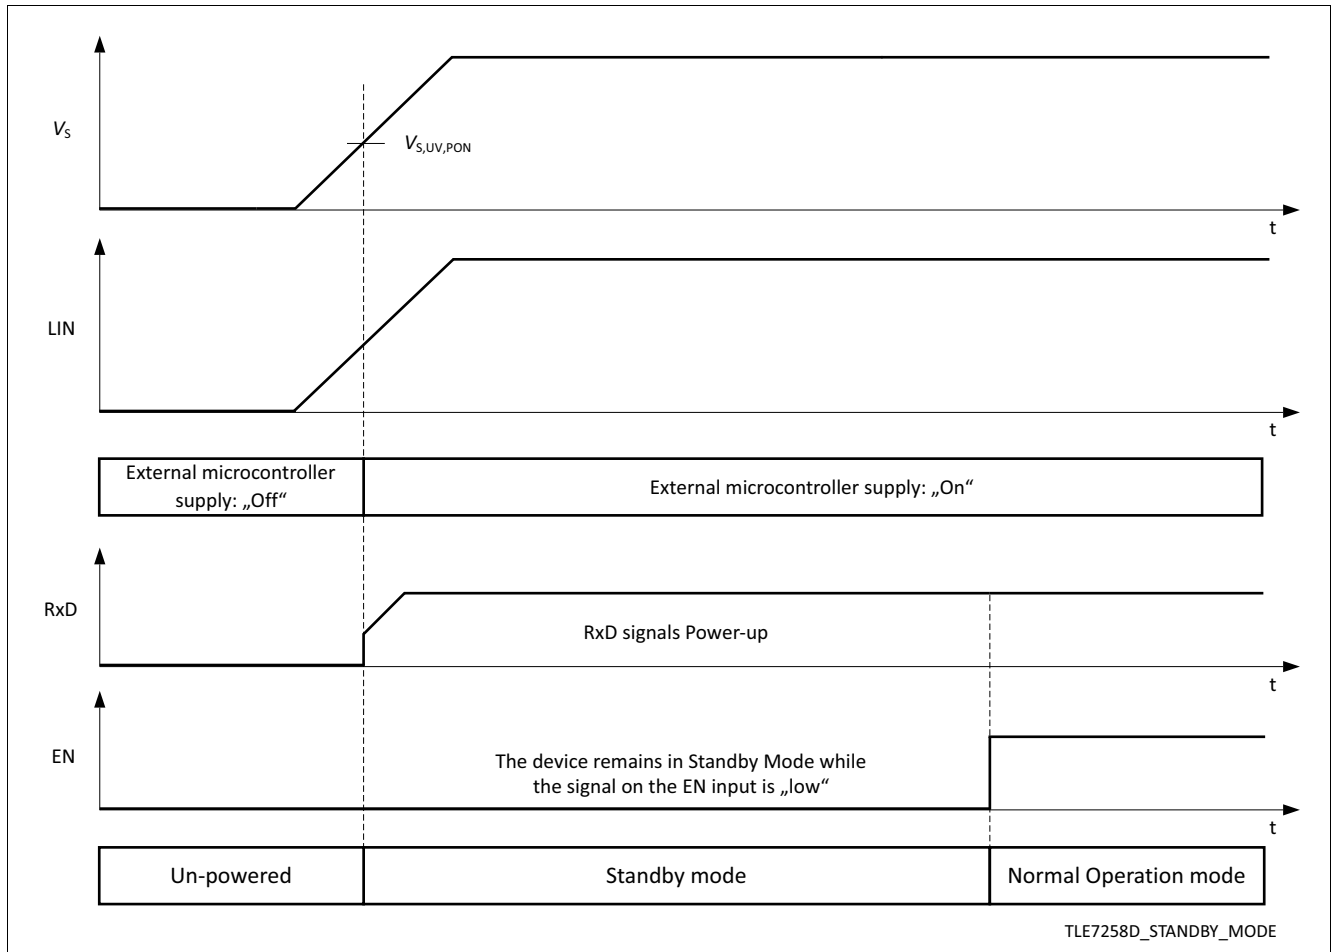 V_S
V_S,UV,PON
t
LIN
t
External microcontroller
supply: „Off“
External microcontroller supply: „On“
RxD
RxD signals Power-up
t
EN
The device remains in Standby Mode while
the signal on the EN input is „low“
t
Un-powered
Standby mode
Normal Operation mode
TLE7258D_STANDBY_MODE